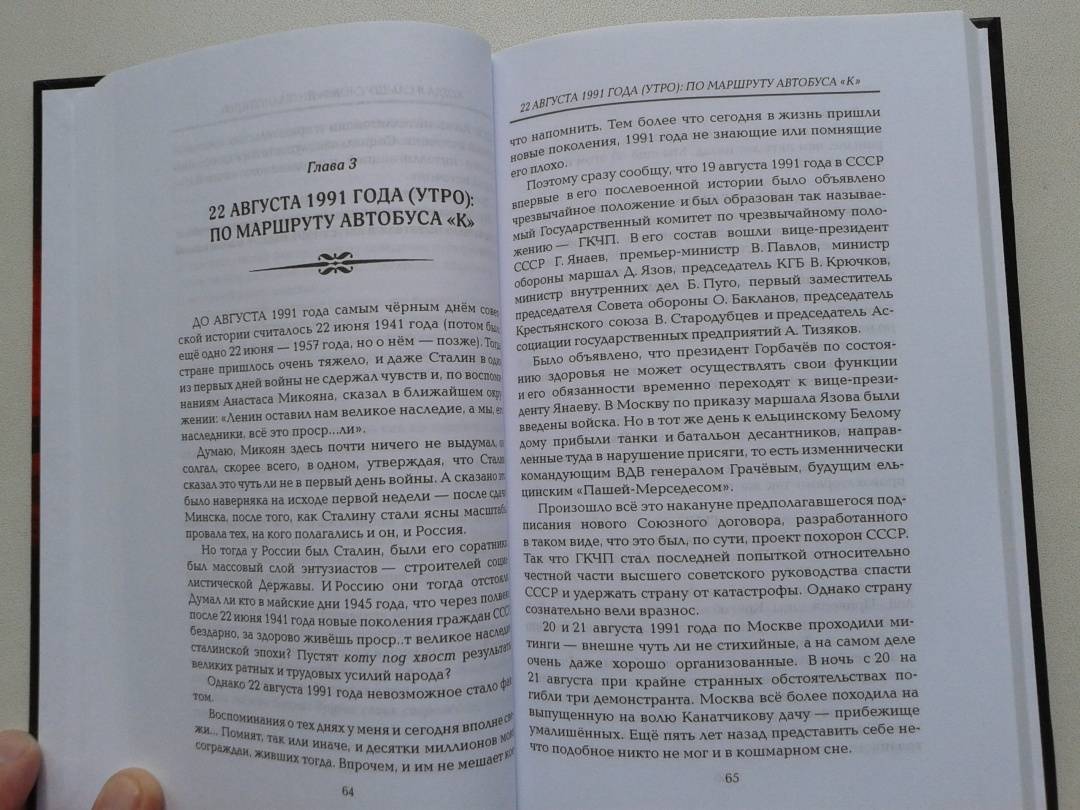 Глава 3
22 АВГУСТА 1991 ГОДА (УТРО):
ПО МАРШРУТУ АВТОБУСА «К»
ДО АВГУСТА 1991 года самым чёрным днём совет-
ской истории считалось 22 июня 1941 года (потом было
ещё одно 22 июня — 1957 года, но о нём — позже). Тогда
стране пришлось очень тяжело, и даже Сталин в один
из первых дней войны не сдержал чувств и, по воспоми-
наниям Анастаса Микояна, сказал в ближайшем окру-
жении: «Ленин оставил нам великое наследие, а мы, его
наследники, всё это проср...ли».
Думаю, Микоян здесь почти ничего не выдумал, он
солгал, скорее всего, в одном, утверждая, что Сталин
сказал это чуть ли не в первый день войны. А сказано это
было наверняка на исходе первой недели — после сдачи
Минска, после того, как Сталину стали ясны масштабы
провала тех, на кого полагались и он, и Россия.
Но тогда у России был Сталин, были его соратники,
был массовый слой энтузиастов — строителей социа-
листической Державы. И Россию они тогда отстояли.
Думал ли кто в майские дни 1945 года, что через полвека
после 22 июня 1941 года новые поколения граждан СССР
бездарно, за здорово живёшь проср..т великое наследие
сталинской эпохи? Пустят коту под хвост результаты
великих ратных и трудовых усилий народа?
Однако 22 августа 1991 года невозможное стало фак-
том.
Воспоминания о тех днях у меня и сегодня вполне све-
жи... Помнят, так или иначе, и десятки миллионов моих
сограждан, живших тогда. Впрочем, и им не мешает кое-
64
22 АВГУСТА 1991 ГОДА (УТРО): ПО МАРШРУТУ АВТОБУСА «К»
что напомнить. Тем более что сегодня в жизнь пришли
новые поколения, 1991 года не знающие или помнящие
его плохо.
Поэтому сразу сообщу, что 19 августа 1991 года в СССР
впервые в его послевоенной истории было объявлено
чрезвычайное положение и был образован так называе-
мый Государственный комитет по чрезвычайному поло-
жению — ГКЧП. В его состав вошли вице-президент
СССР Г. Янаев, премьер-министр В. Павлов, министр
обороны маршал Д. Язов, председатель КГБ В. Крючков,
министр внутренних дел Б. Пуго, первый заместитель
председателя Совета обороны О. Бакланов, председатель
Крестьянского союза В. Стародубцев и председатель Ас-
социации государственных предприятий А. Тизяков.
Было объявлено, что президент Горбачёв по состоя-
нию здоровья не может осуществлять свои функции
и его обязанности временно переходят к вице-прези-
денту Янаеву. В Москву по приказу маршала Язова были
введены войска. Но в тот же день к ельцинскому Белому
дому прибыли танки и батальон десантников, направ-
ленные туда в нарушение присяги, то есть изменнически
командующим ВДВ генералом Грачёвым, будущим ель-
цинским «Пашей-Мерседесом».
Произошло всё это накануне предполагавшегося под-
писания нового Союзного договора, разработанного
в таком виде, что это был, по сути, проект похорон СССР.
Так что ГКЧП стал последней попыткой относительно
честной части высшего советского руководства спасти
СССР и удержать страну от катастрофы. Однако страну
сознательно вели вразнос.
20 и 21 августа 1991 года по Москве проходили ми-
тинги — внешне чуть ли не стихийные, а на самом деле
очень даже хорошо организованные. В ночь с 20 на
21 августа при крайне странных обстоятельствах по-
гибли три демонстранта. Москва всё более походила на
выпущенную на волю Канатчикову дачу — прибежище
умалишённых. Ещё пять лет назад представить себе не-
что подобное никто не мог и в кошмарном сне.
65